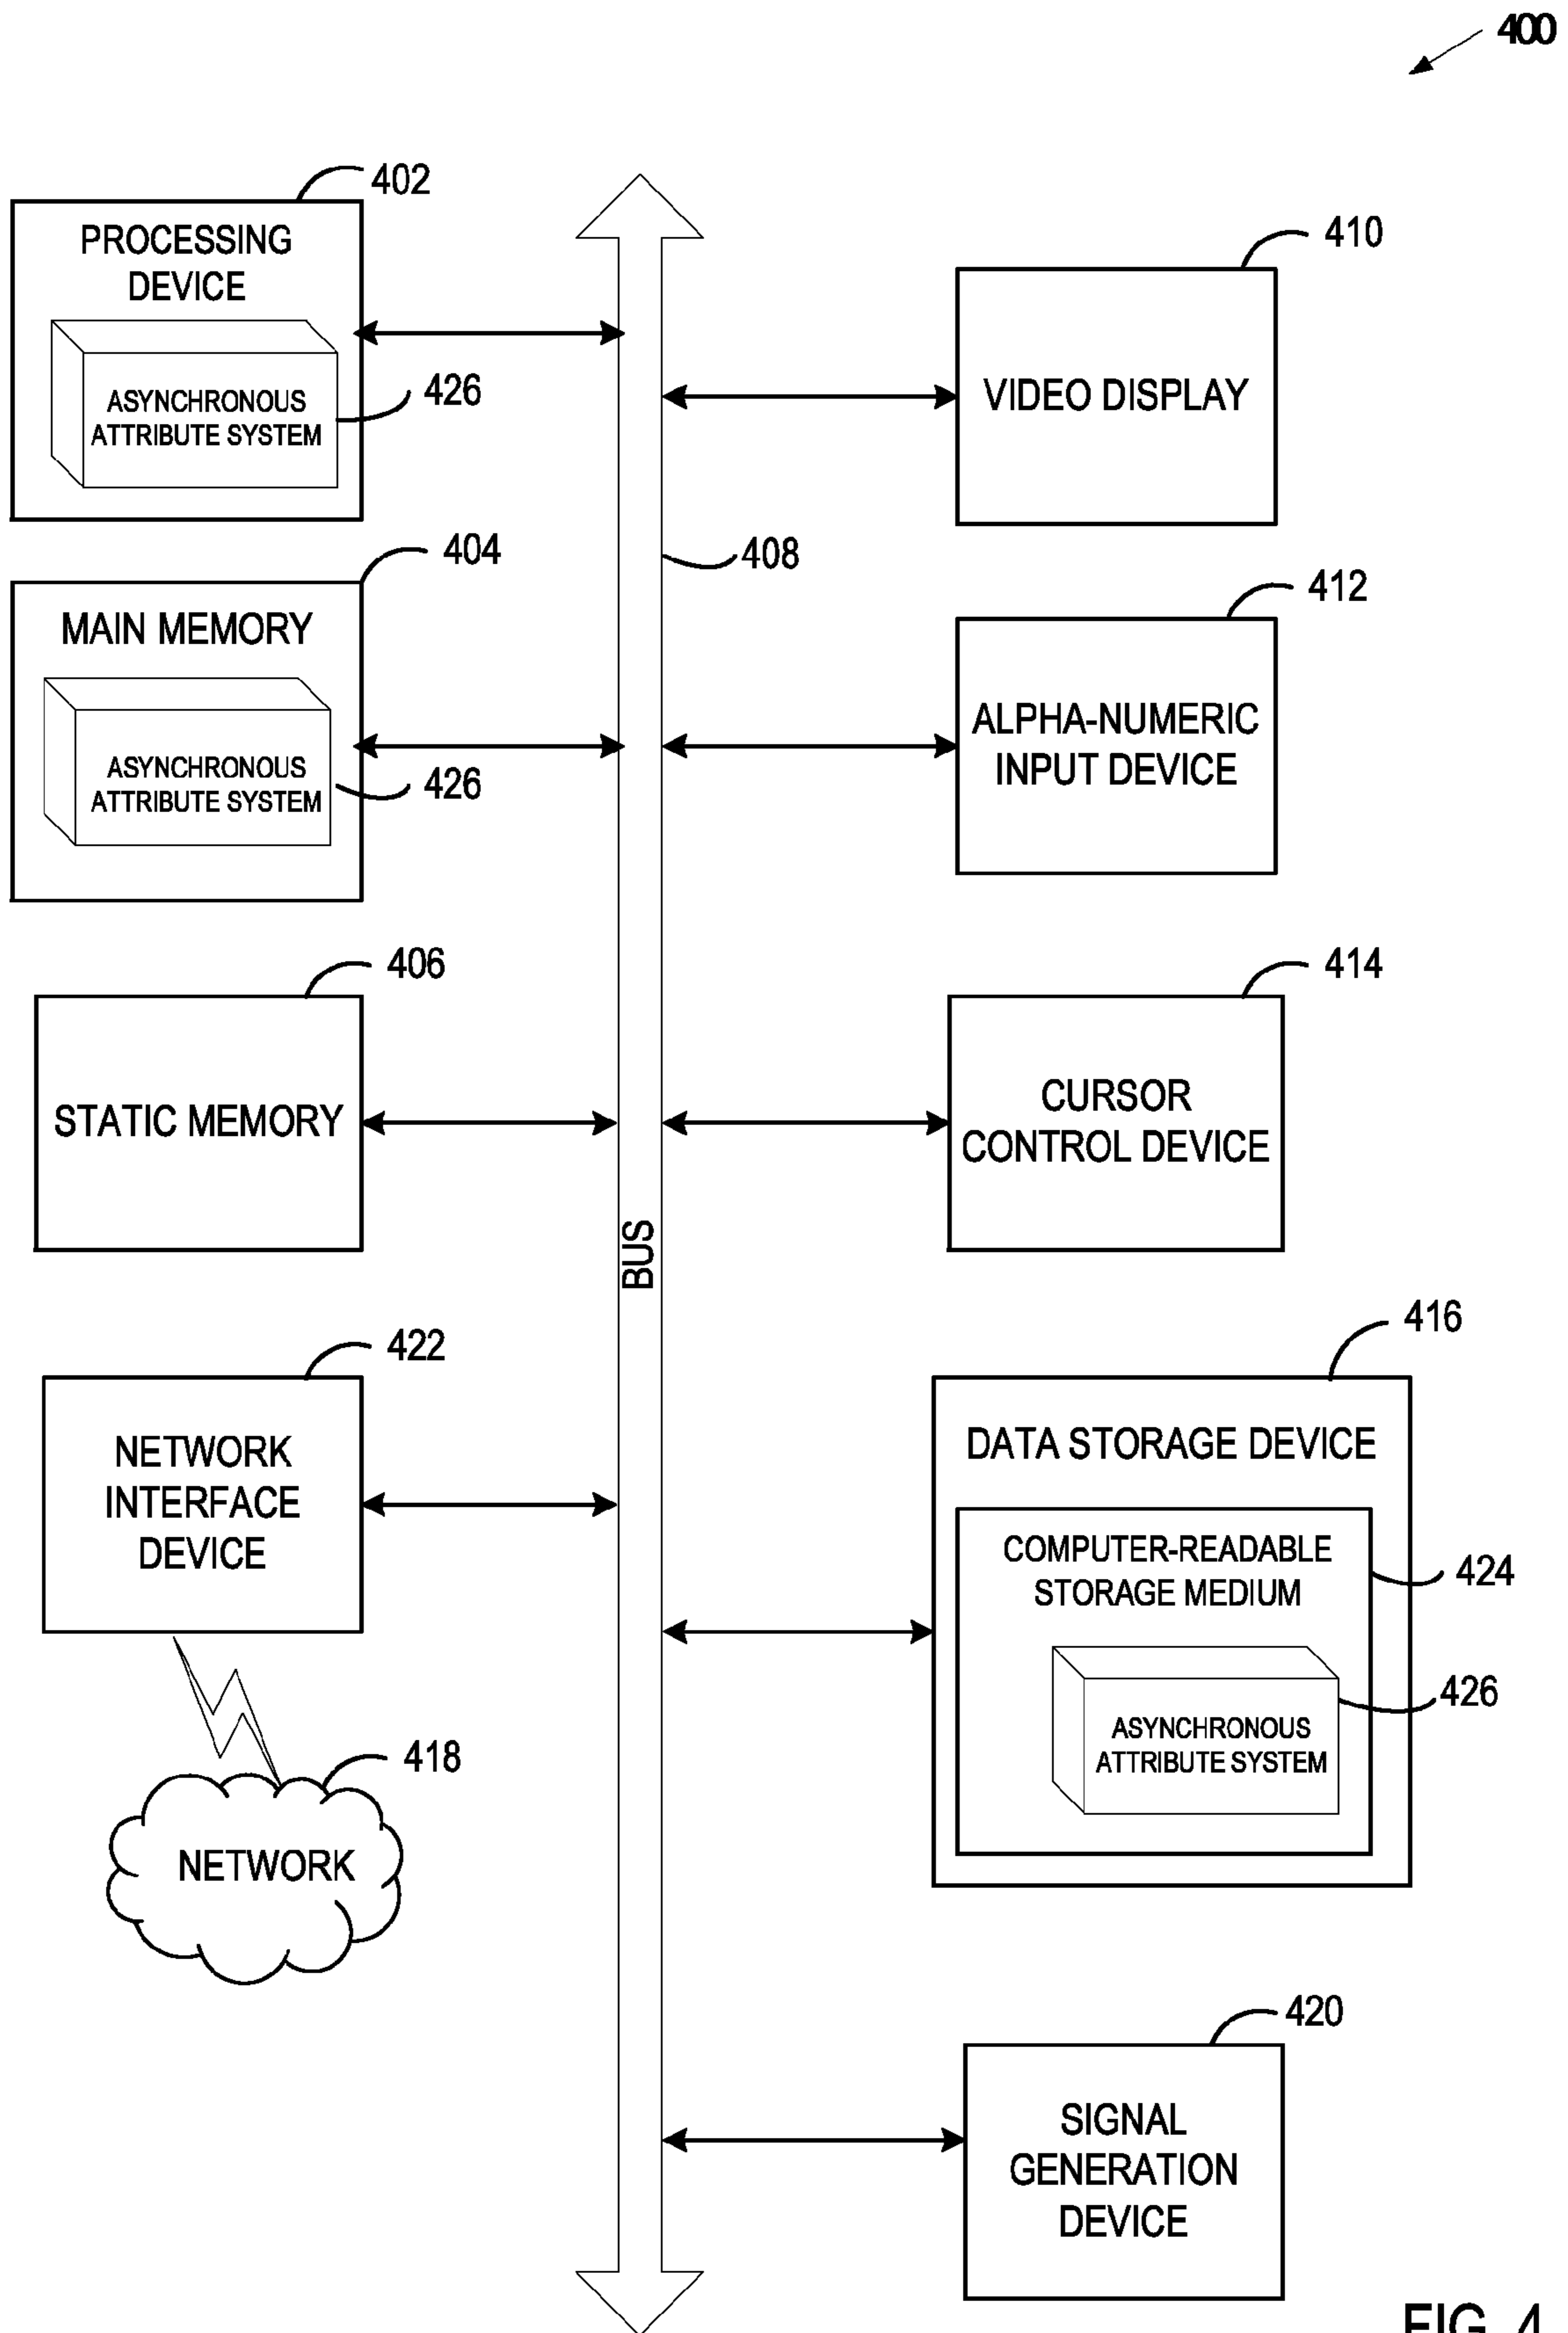 400
402
PROCESSING
DEVICE
ASYNCHRONOUS
ATTRIBUTE SYSTEM
426
410
VIDEO DISPLAY
404
MAIN MEMORY
ASYNCHRONOUS
ATTRIBUTE SYSTEM
426
408
412
ALPHA-NUMERIC
INPUT DEVICE
406
STATIC MEMORY
414
CURSOR
CONTROL DEVICE
BUS
422
NETWORK
INTERFACE
DEVICE
416
DATA STORAGE DEVICE
COMPUTER-READABLE
STORAGE MEDIUM
424
ASYNCHRONOUS
ATTRIBUTE SYSTEM
426
418
NETWORK
420
SIGNAL
GENERATION
DEVICE
FIG. 4